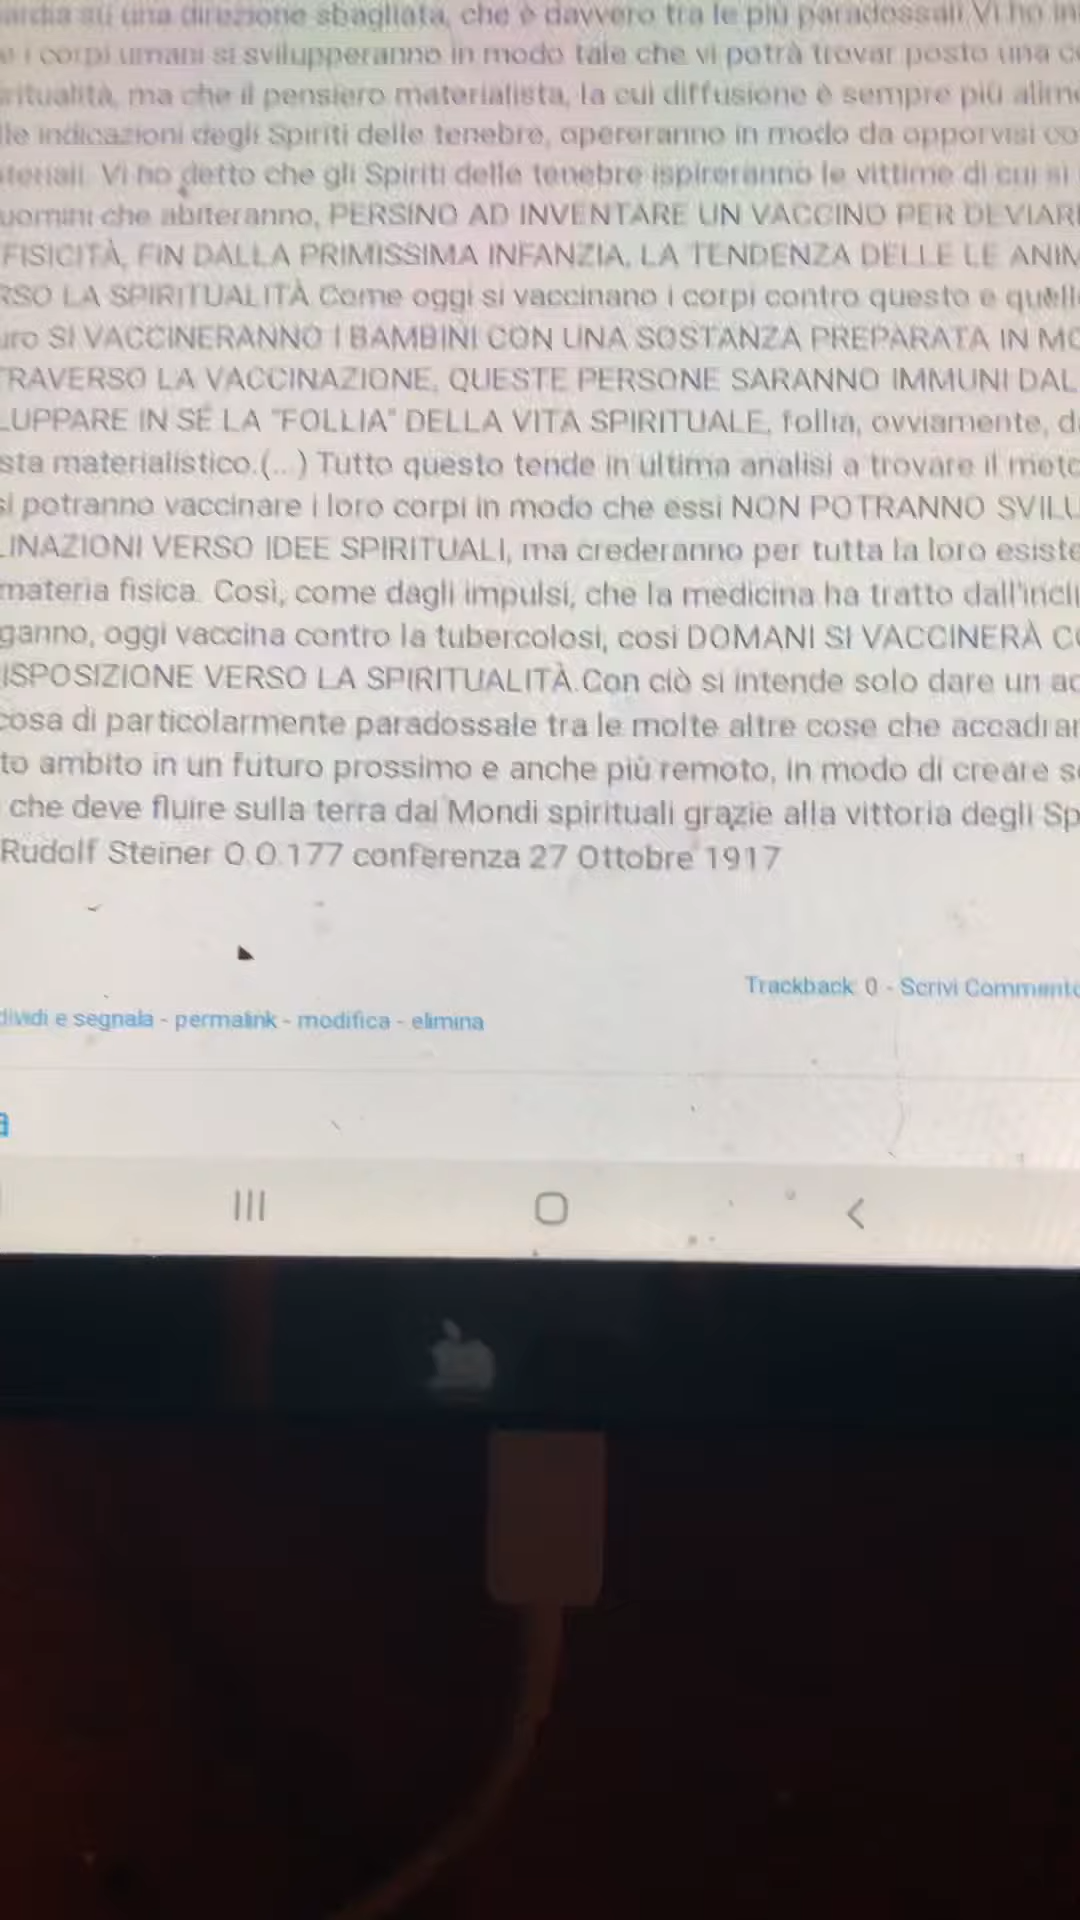 su una direzione sbagliata, che è davvero tra le più paradossali. Vi ho
i corpi umani si svilupperanno in modo tale che vi potrà trovar posto una
ritualità, ma che il pensiero materialista, la cui diffusione è sempre più alime
lle indicazioni degli Spiriti delle tenebre, opereranno in modo da opporvisi co
teriali. Vi ho detto che gli Spiriti delle tenebre ispireranno le vittime di cui si
uomini che abiteranno, PERSINO AD INVENTARE UN VACCINO PER DEVIARE
FISICITÀ, FIN DALLA PRIMISSIMA INFANZIA, LA TENDENZA DELLE LE ANIM
RSO LA SPIRITUALITÀ.Come oggi si vaccinano i corpi contro questo e quell
uro SI VACCINERANNO I BAMBINI CON UNA SOSTANZA PREPARATA IN MO
TRAVERSO LA VACCINAZIONE, QUESTE PERSONE SARANNO IMMUNI DAL
LUPPARE IN SÉ LA "FOLLIA" DELLA VITA SPIRITUALE, follia, ovviamente, da
sta materialistico.(...) Tutto questo tende in ultima analisi a trovare il meto
si potranno vaccinare i loro corpi in modo che essi NON POTRANNO SVILU
LINAZIONI VERSO IDEE SPIRITUALI, ma crederanno per tutta la loro esiste
materia fisica. Così, come dagli impulsi, che la medicina ha tratto dall'incli
ganno, oggi vaccina contro la tubercolosi, così DOMANI SI VACCINERÀ CO
ISPOSIZIONE VERSO LA SPIRITUALITÀ.Con ciò si intende solo dare un ac
cosa di particolarmente paradossale tra le molte altre cose che accadran
to ambito in un futuro prossimo e anche più remoto, in modo di creare sc
che deve fluire sulla terra dai Mondi spirituali grazie alla vittoria degli Sp
Rudolf Steiner O.O.177 conferenza 27 Ottobre 1917
Trackback: 0 - Scrivi Commento
dividi e segnala - permalink - modifica - elimina
a